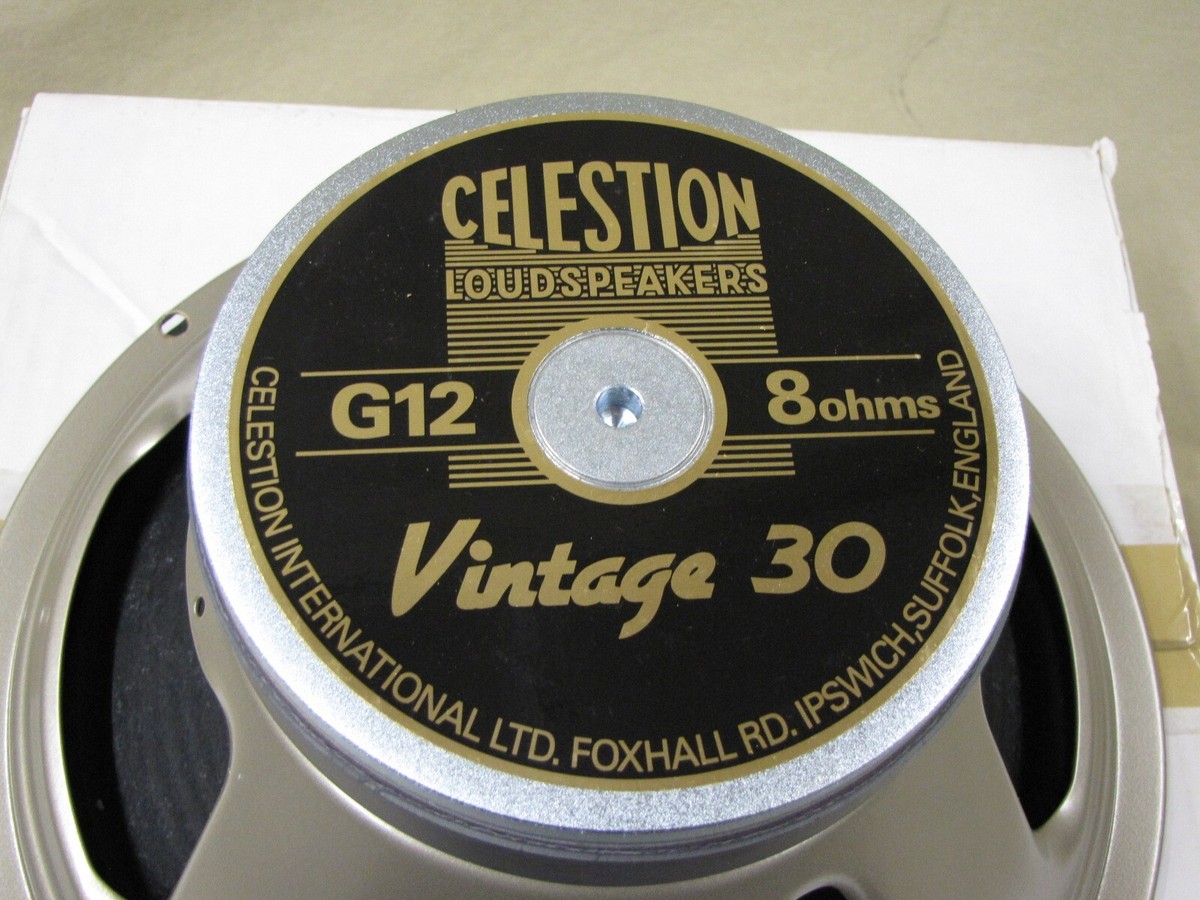 CELESTION
LOUDSPEAKERS
G12
8ohms
Vintage 30
CELESTION INTERNATIONAL LTD. FOXHALL RD. IPSWICH,SUFFOLK,ENGLAND